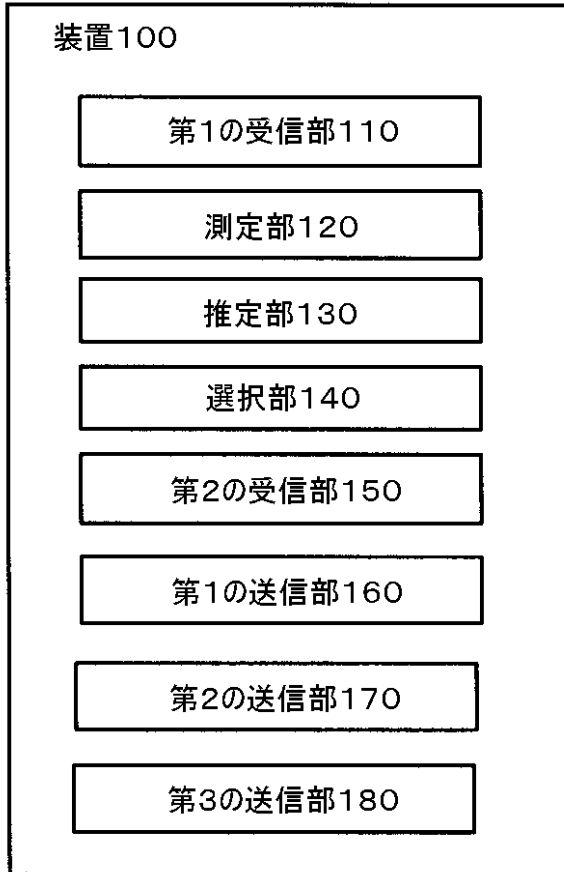 装置100
第1の受信部110
測定部120
推定部130
選択部140
第2の受信部150
第1の送信部160
第2の送信部170
第3の送信部180